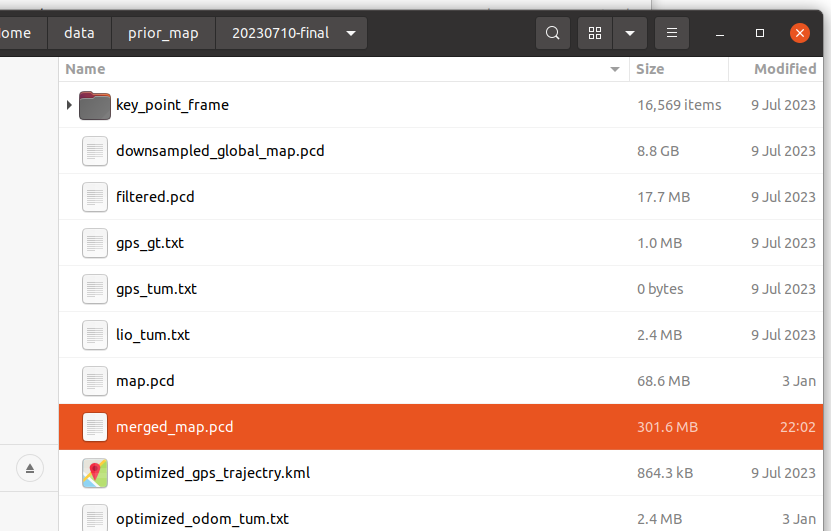 ome data prior_map 20230710-final
Name Size Modified
key_point_frame 16,569 items 9 Jul 2023
downsampled_global_map.pcd 8.8 GB 9 Jul 2023
filtered.pcd 17.7 MB 9 Jul 2023
gps_gt.txt 1.0 MB 9 Jul 2023
gps_tum.txt 0 bytes 9 Jul 2023
lio_tum.txt 2.4 MB 9 Jul 2023
map.pcd 68.6 MB 3 Jan
merged_map.pcd 301.6 MB 22:02
optimized_gps_trajectry.kml 864.3 kB 9 Jul 2023
optimized_odom_tum.txt 2.4 MB 3 Jan